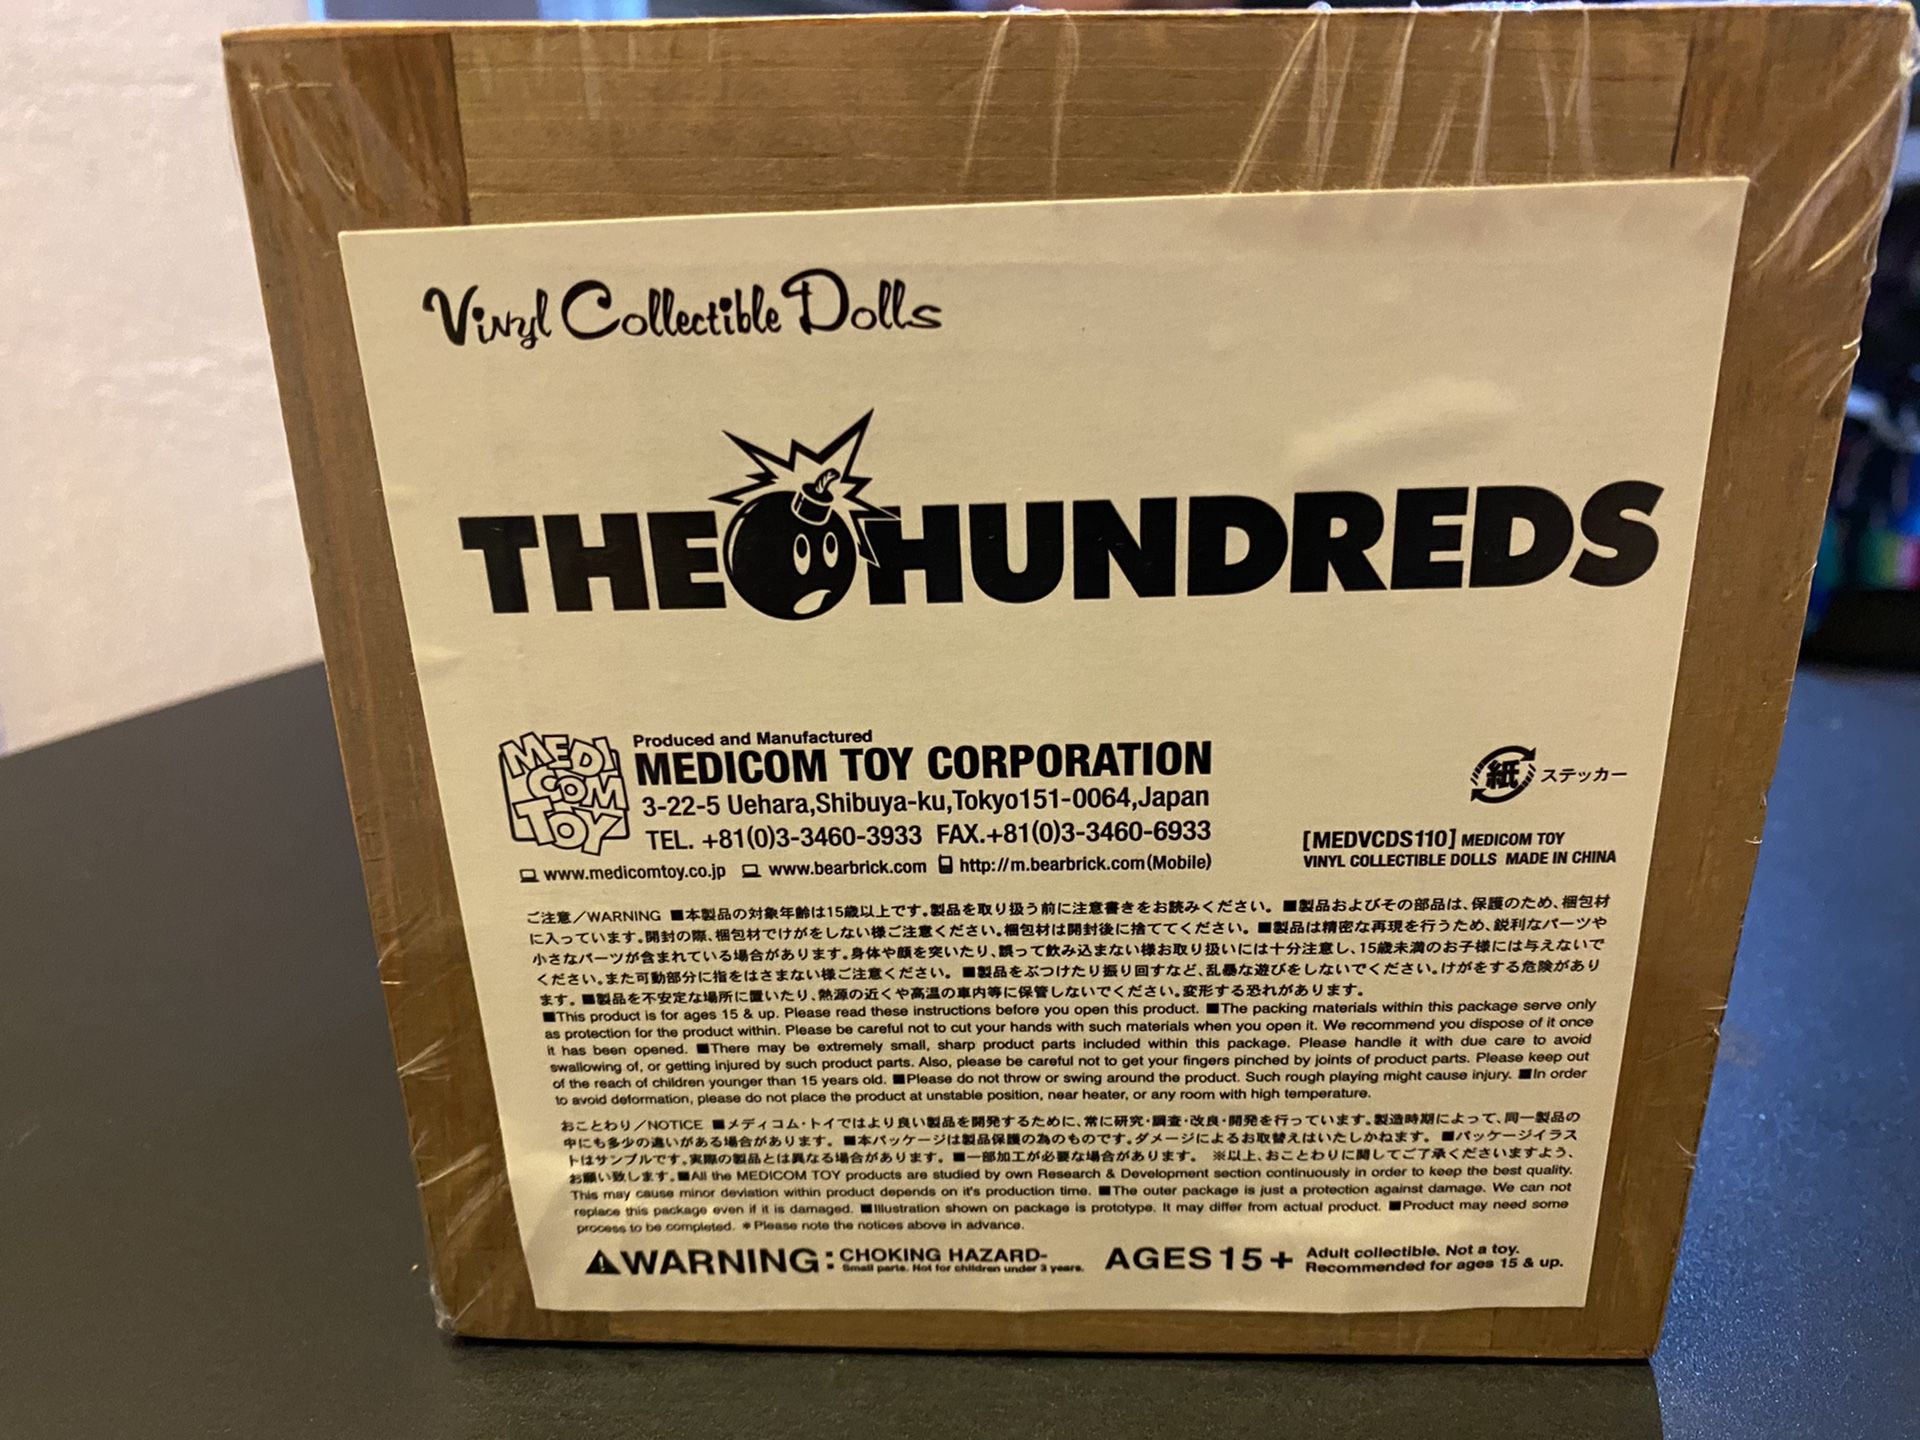 Vinyl Collectible Dolls
THE HUNDREDS
MEDI COM TOY
Produced and Manufactured
MEDICOM TOY CORPORATION
3-22-5 Uehara,Shibuya-ku,Tokyo151-0064,Japan
TEL. +81(0)3-3460-3933 FAX.+81(0)3-3460-6933
www.medicomtoy.co.jp www.bearbrick.com http://m.bearbrick.com(Mobile)
紙 ステッカー
[MEDVCDS110] MEDICOM TOY
VINYL COLLECTIBLE DOLLS MADE IN CHINA
ご注意/WARNING ■本製品の対象年齢は15歳以上です。製品を取り扱う前に注意書きをお読みください。 ■製品およびその部品は、保護のため、梱包材
に入っています。開封の際、梱包材でけがをしない様ご注意ください。梱包材は開封後に捨ててください。 ■製品は精密な再現を行うため、鋭利なパーツや
小さなパーツが含まれている場合があります。身体や顔を突いたり、誤って飲み込まない様お取り扱いには十分注意し、15歳未満のお子様には与えないで
ください。また可動部分に指をはさまない様ご注意ください。 ■製品をぶつけたり振り回すなど、乱暴な遊びをしないでください。けがをする危険があり
ます。 ■製品を不安定な場所に置いたり、熱源の近くや高温の車内等に保管しないでください。変形する恐れがあります。
■This product is for ages 15 & up. Please read these instructions before you open this product. ■The packing materials within this package serve only
as protection for the product within. Please be careful not to cut your hands with such materials when you open it. We recommend you dispose of it once
it has been opened. ■There may be extremely small, sharp product parts included within this package. Please handle it with due care to avoid
swallowing of, or getting injured by such product parts. Also, please be careful not to get your fingers pinched by joints of product parts. Please keep out
of the reach of children younger than 15 years old. ■Please do not throw or swing around the product. Such rough playing might cause injury. ■In order
to avoid deformation, please do not place the product at unstable position, near heater, or any room with high temperature.
おことわり/NOTICE ■メディコム・トイではより良い製品を開発するために、常に研究・調査・改良・開発を行っています。製造時期によって、同一製品の
中にも多少の違いがある場合があります。 ■本パッケージは製品保護の為のものです。ダメージによるお取替えはいたしかねます。 ■パッケージイラス
トはサンプルです。実際の製品とは異なる場合があります。 ■一部加工が必要な場合があります。 ※以上、おことわりに関してご了承くださいますよう、
お願い致します。■All the MEDICOM TOY products are studied by own Research & Development section continuously in order to keep the best quality.
This may cause minor deviation within product depends on it's production time. ■The outer package is just a protection against damage. We can not
replace this package even if it is damaged. ■Illustration shown on package is prototype. It may differ from actual product. ■Product may need some
process to be completed. *Please note the notices above in advance.
WARNING: CHOKING HAZARD-
Small parts. Not for children under 3 years.
AGES 15+ Adult collectible. Not a toy.
Recommended for ages 15 & up.